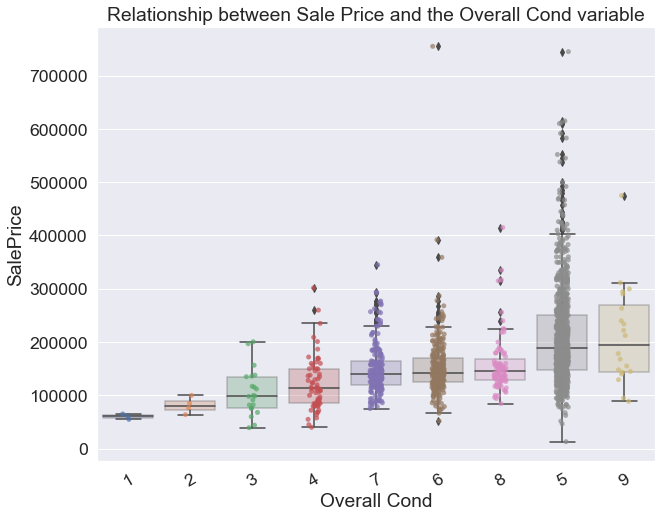 Relationship between Sale Price and the Overall Cond variable
SalePrice
700000
600000
500000
400000
300000
200000
100000
0
1 2 3 4 7 6 8 5 9
Overall Cond